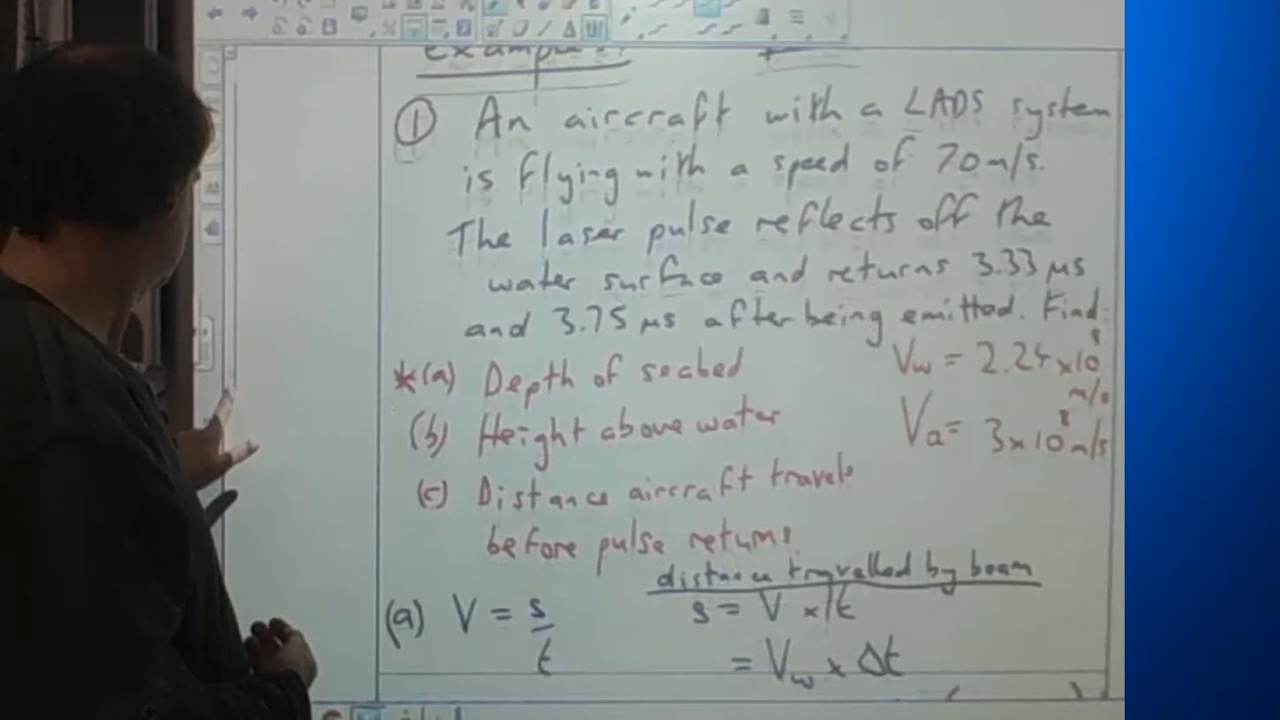 example:
① An aircraft with a LADS system
is flying with a speed of 70 m/s.
The laser pulse reflects off the
water surface and returns 3.33 μs
and 3.75 μs after being emitted. Find:
*(a) Depth of seabed
Vw = 2.24 x 10⁸ m/s
(b) Height above water
Va = 3 x 10⁸ m/s
(c) Distance aircraft travels
before pulse returns
distance travelled by beam
(a) V = s/t
s = V x t
= Vw x Δt